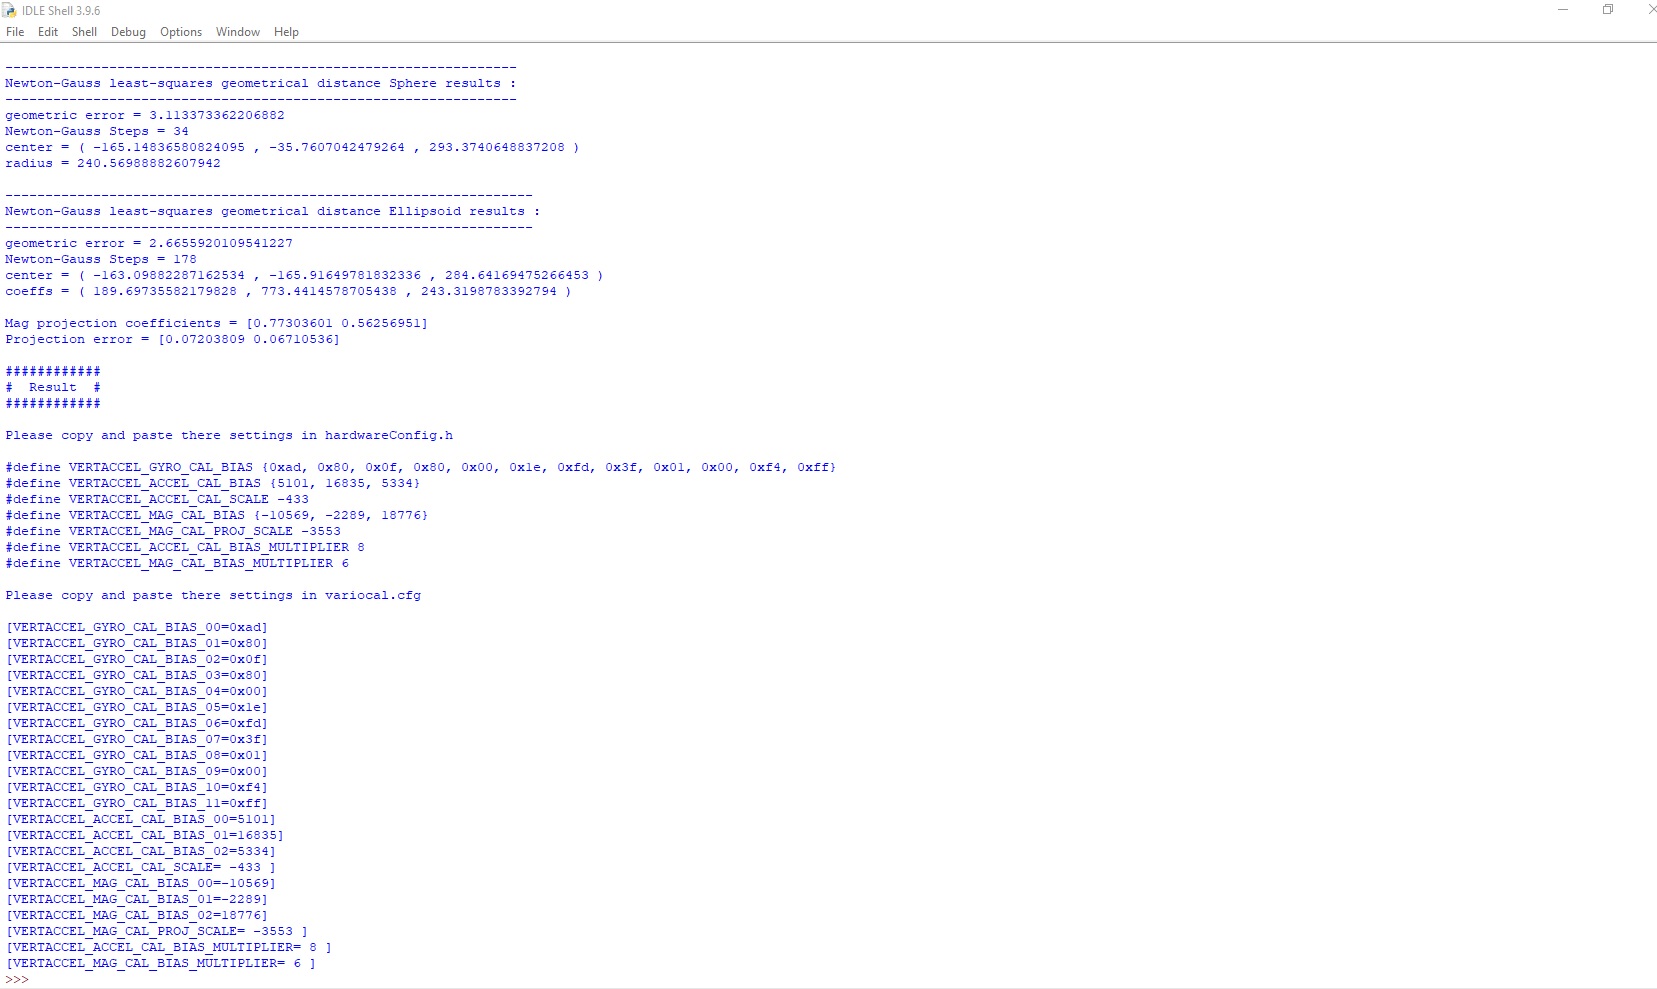 IDLE Shell 3.9.6
File Edit Shell Debug Options Window Help
----------------------------------------------------------------
Newton-Gauss least-squares geometrical distance Sphere results :
----------------------------------------------------------------
geometric error = 3.113373362206882
Newton-Gauss Steps = 34
center = ( -165.14836580824095 , -35.7607042479264 , 293.3740648837208 )
radius = 240.56988882607942
------------------------------------------------------------------
Newton-Gauss least-squares geometrical distance Ellipsoid results :
------------------------------------------------------------------
geometric error = 2.6655920109541227
Newton-Gauss Steps = 178
center = ( -163.09882287162534 , -165.91649781832336 , 284.64169475266453 )
coeffs = ( 189.69735582179828 , 773.4414578705438 , 243.3198783392794 )
Mag projection coefficients = [0.77303601 0.56256951]
Projection error = [0.07203809 0.06710536]
############
#  Result  #
############
Please copy and paste there settings in hardwareConfig.h
#define VERTACCEL_GYRO_CAL_BIAS {0xad, 0x80, 0x0f, 0x80, 0x00, 0x1e, 0xfd, 0x3f, 0x01, 0x00, 0xf4, 0xff}
#define VERTACCEL_ACCEL_CAL_BIAS {5101, 16835, 5334}
#define VERTACCEL_ACCEL_CAL_SCALE -433
#define VERTACCEL_MAG_CAL_BIAS {-10569, -2289, 18776}
#define VERTACCEL_MAG_CAL_PROJ_SCALE -3553
#define VERTACCEL_ACCEL_CAL_BIAS_MULTIPLIER 8
#define VERTACCEL_MAG_CAL_BIAS_MULTIPLIER 6
Please copy and paste there settings in variocal.cfg
[VERTACCEL_GYRO_CAL_BIAS_00=0xad]
[VERTACCEL_GYRO_CAL_BIAS_01=0x80]
[VERTACCEL_GYRO_CAL_BIAS_02=0x0f]
[VERTACCEL_GYRO_CAL_BIAS_03=0x80]
[VERTACCEL_GYRO_CAL_BIAS_04=0x00]
[VERTACCEL_GYRO_CAL_BIAS_05=0x1e]
[VERTACCEL_GYRO_CAL_BIAS_06=0xfd]
[VERTACCEL_GYRO_CAL_BIAS_07=0x3f]
[VERTACCEL_GYRO_CAL_BIAS_08=0x01]
[VERTACCEL_GYRO_CAL_BIAS_09=0x00]
[VERTACCEL_GYRO_CAL_BIAS_10=0xf4]
[VERTACCEL_GYRO_CAL_BIAS_11=0xff]
[VERTACCEL_ACCEL_CAL_BIAS_00=5101]
[VERTACCEL_ACCEL_CAL_BIAS_01=16835]
[VERTACCEL_ACCEL_CAL_BIAS_02=5334]
[VERTACCEL_ACCEL_CAL_SCALE= -433 ]
[VERTACCEL_MAG_CAL_BIAS_00=-10569]
[VERTACCEL_MAG_CAL_BIAS_01=-2289]
[VERTACCEL_MAG_CAL_BIAS_02=18776]
[VERTACCEL_MAG_CAL_PROJ_SCALE= -3553 ]
[VERTACCEL_ACCEL_CAL_BIAS_MULTIPLIER= 8 ]
[VERTACCEL_MAG_CAL_BIAS_MULTIPLIER= 6 ]
>>>